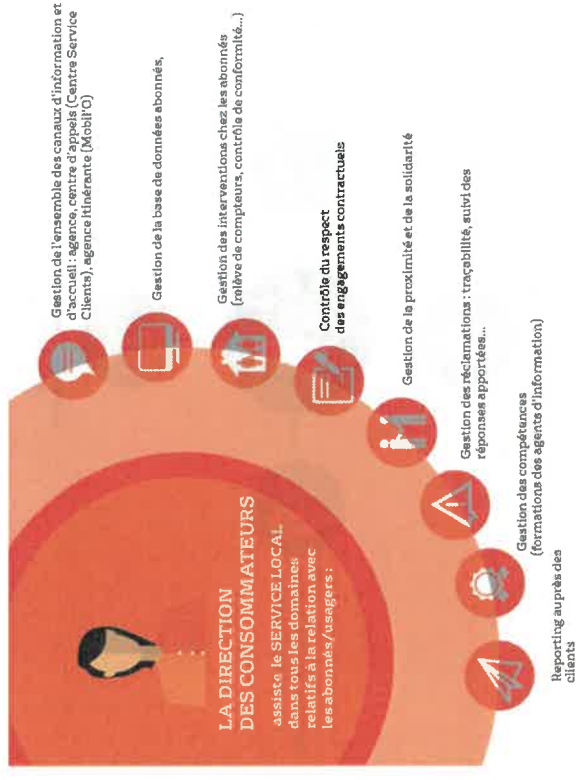 LA DIRECTION
DES CONSOMMATEURS
assiste le SERVICE LOCAL
dans tous les domaines
relatifs à la relation avec
les abonnés/usagers :
Gestion de l'ensemble des canaux d'information et
d'accueil : agence, centre d'appels (Centre Service
Clients), agence itinérante (Mobil'O)
Gestion de la base de données abonnés,
Gestion des interventions chez les abonnés
(relève de compteurs, contrôle de conformité...)
Contrôle du respect
des engagements contractuels
Gestion de la proximité et de la solidarité
Gestion des réclamations : traçabilité, suivi des
réponses apportées...
Gestion des compétences
(formations des agents d'information)
Reporting auprès des
clients